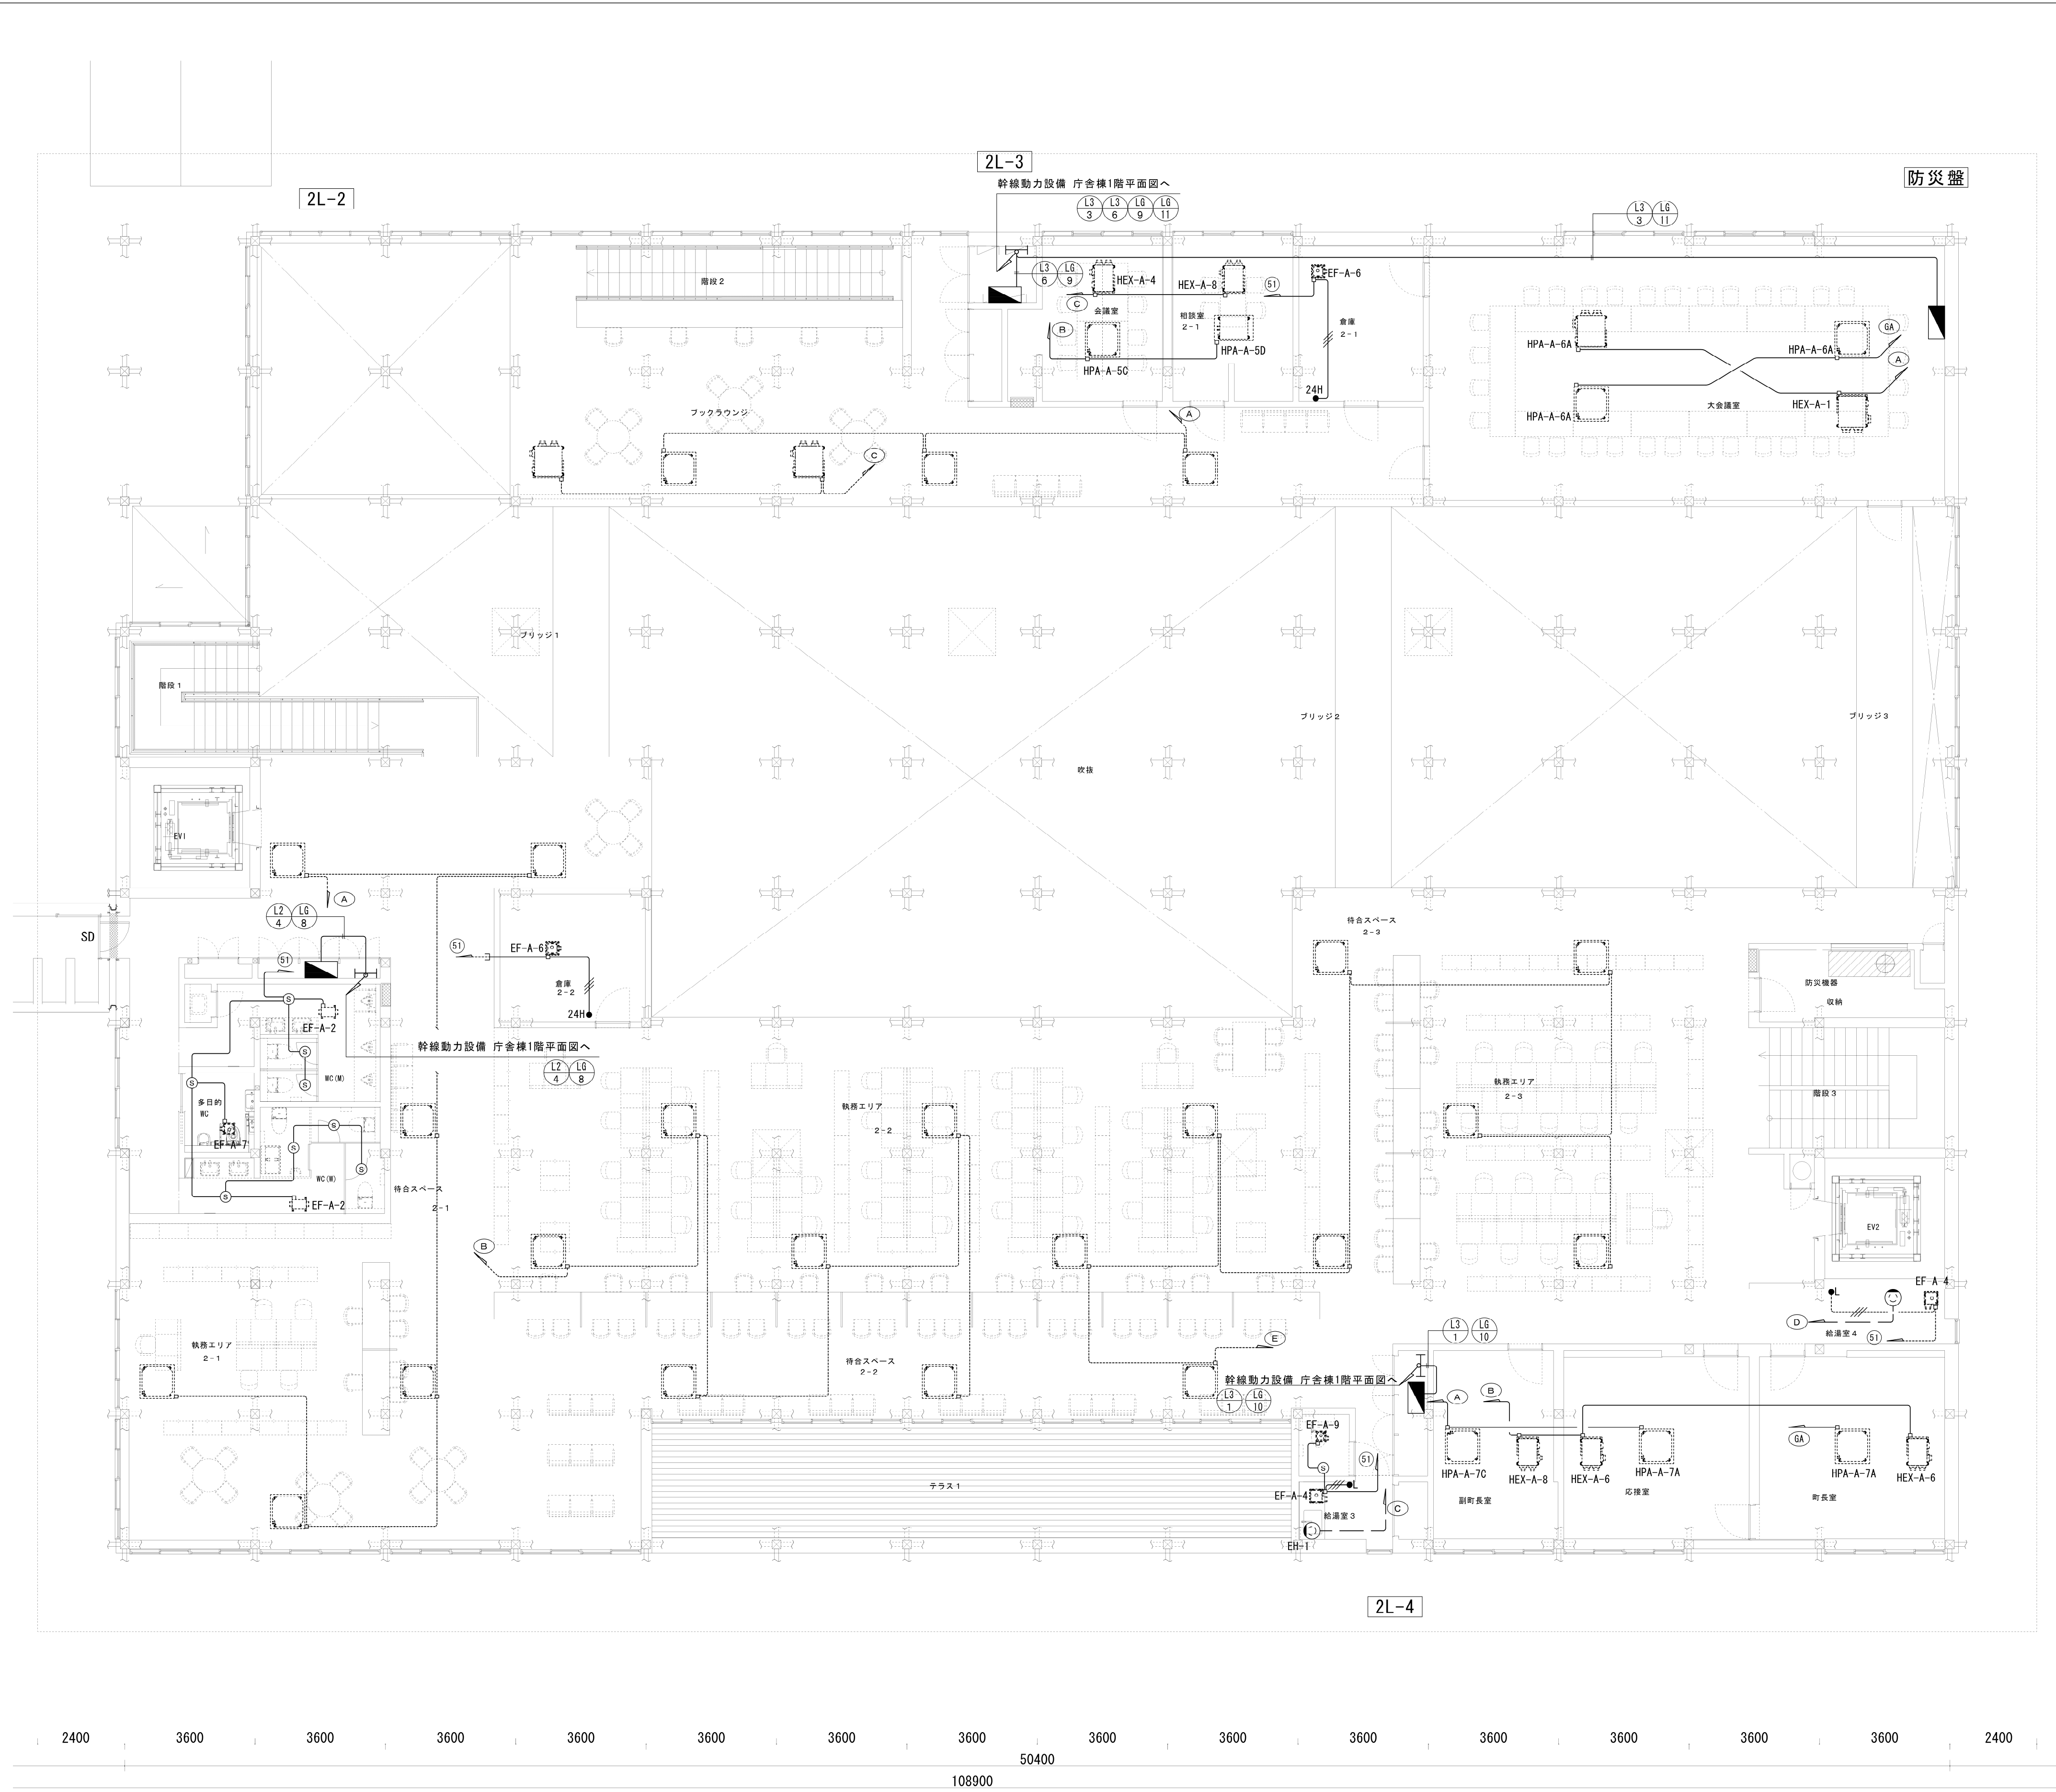 2L-3
幹線動力設備 庁舎棟1階平面図へ
防災盤
2L-2
L3 L3 LG LG
3 6 9 11
L3 LG
3 11
L3 LG
6 9
HEX-A-4
HEX-A-8
51
EF-A-6
階段2
C
会議室
相談室
2-1
倉庫
2-1
B
GA
HPA-A-6A
HPA-A-6A
HPA-A-5D
A
HPA-A-5C
24H
HPA-A-6A
HEX-A-1
大会議室
ブックラウンジ
A
C
ブリッジ1
階段1
ブリッジ2
ブリッジ3
吹抜
EV1
A
L2 LG
4 8
待合スペース
2-3
SD
51
EF-A-6
51
倉庫
2-2
24H
防災機器
収納
S
EF-A-2
幹線動力設備 庁舎棟1階平面図へ
L2 LG
4 8
S
WC(M)
S
S
多目的
WC
執務エリア
2-3
階段3
執務エリア
2-2
S
EF-A-7
S
S
WC(W)
待合スペース
2-1
S
EF-A-2
EV2
B
EF-A-4
L
D
給湯室4
51
L3 LG
1 10
執務エリア
2-1
E
待合スペース
2-2
幹線動力設備 庁舎棟1階平面図へ
L3 LG
1 10
A
B
EF-A-9
GA
51
S
HPA-A-7C
HEX-A-8
HEX-A-6
HPA-A-7A
HPA-A-7A
HEX-A-6
テラス1
L
EF-A-4
C
副町長室
応接室
町長室
給湯室3
EH-1
2L-4
2400 3600 3600 3600 3600 3600 3600 3600 3600 3600 3600 3600 3600 3600 3600 2400
50400
108900